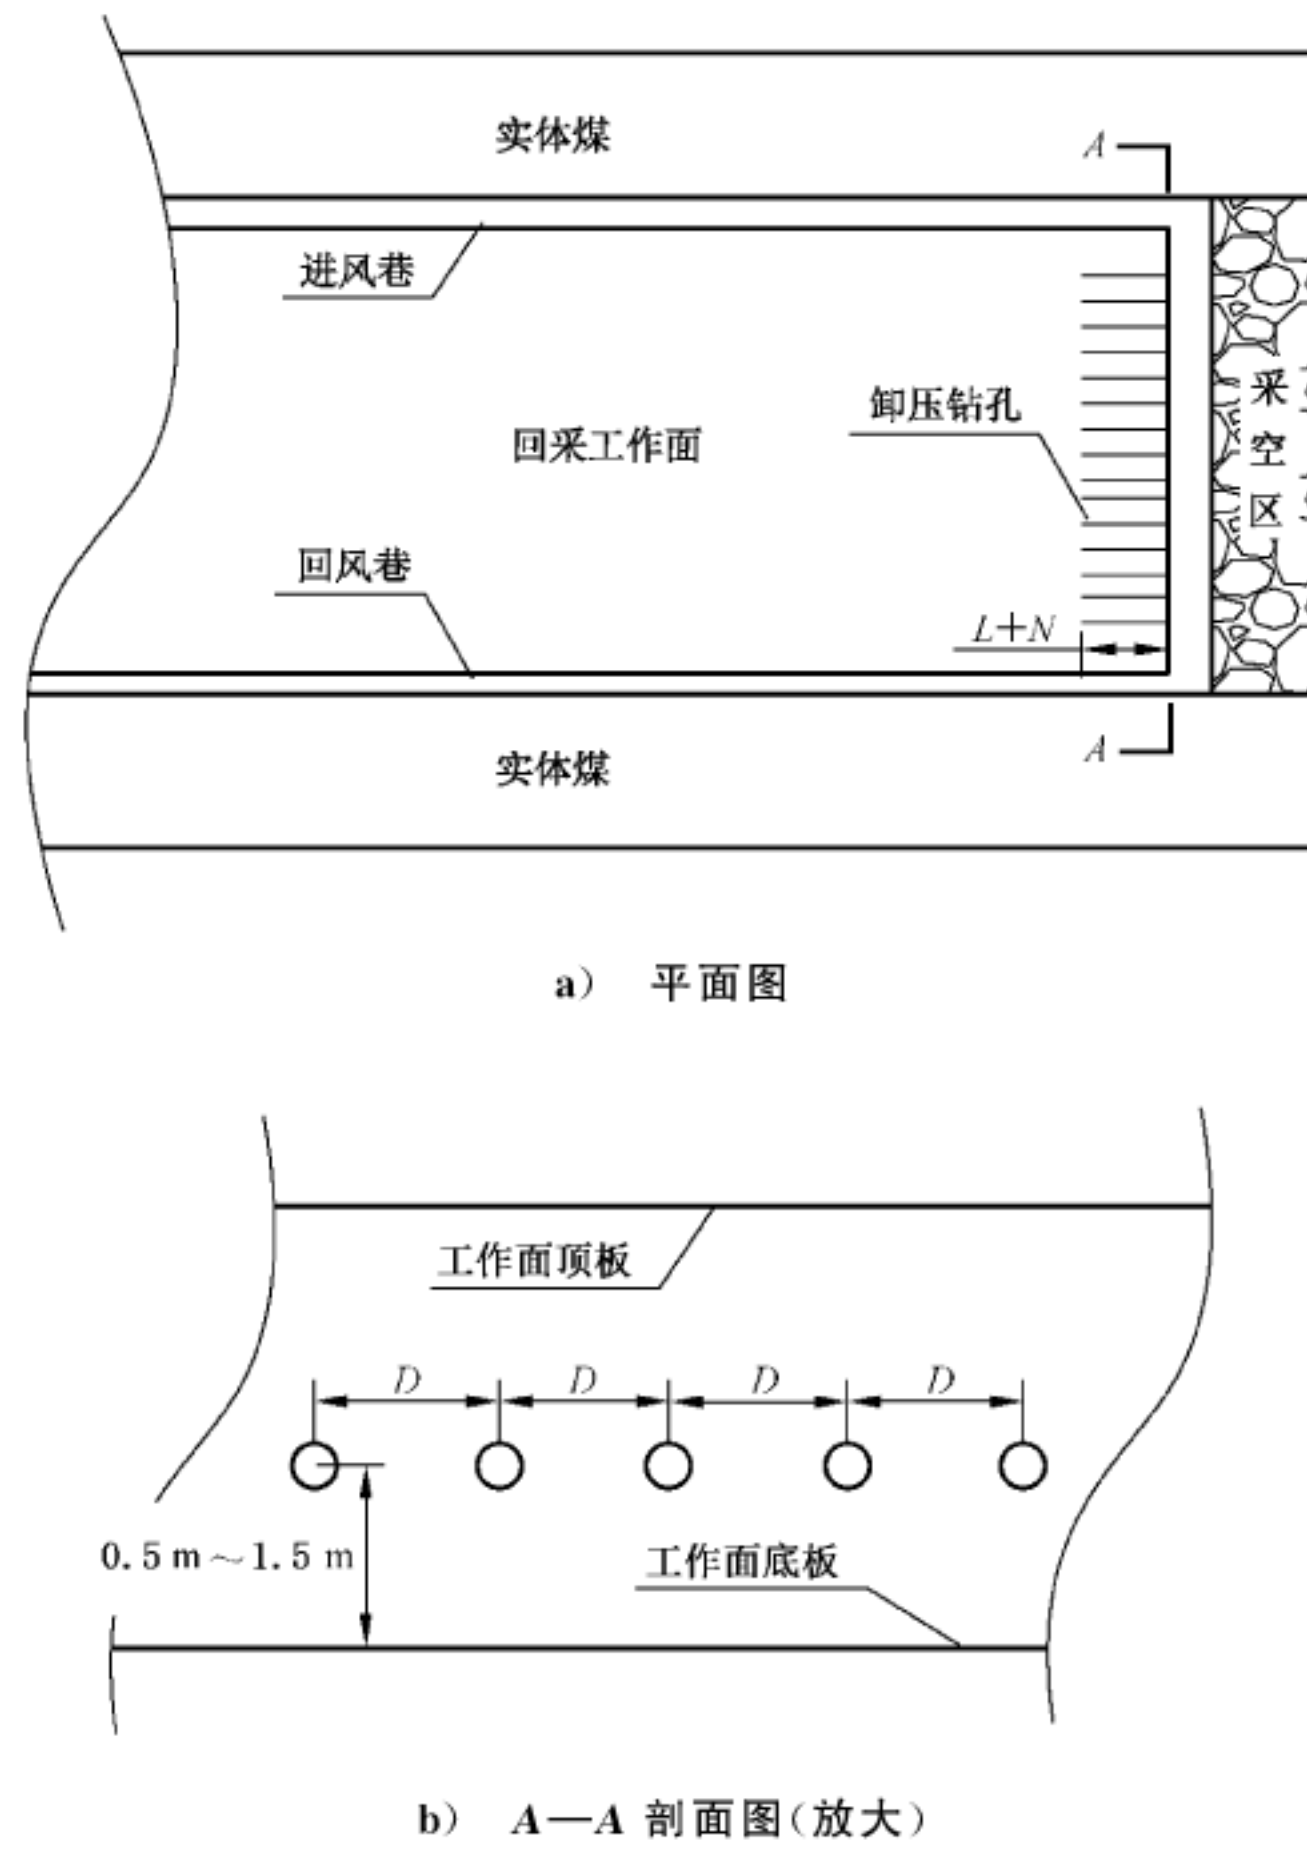 实体煤
A
进风巷
卸压钻孔
采
空
区
回采工作面
回风巷
L+N
A
实体煤
a) 平面图
工作面顶板
D D D D
0.5 m~1.5 m
工作面底板
b) A—A 剖面图(放大)